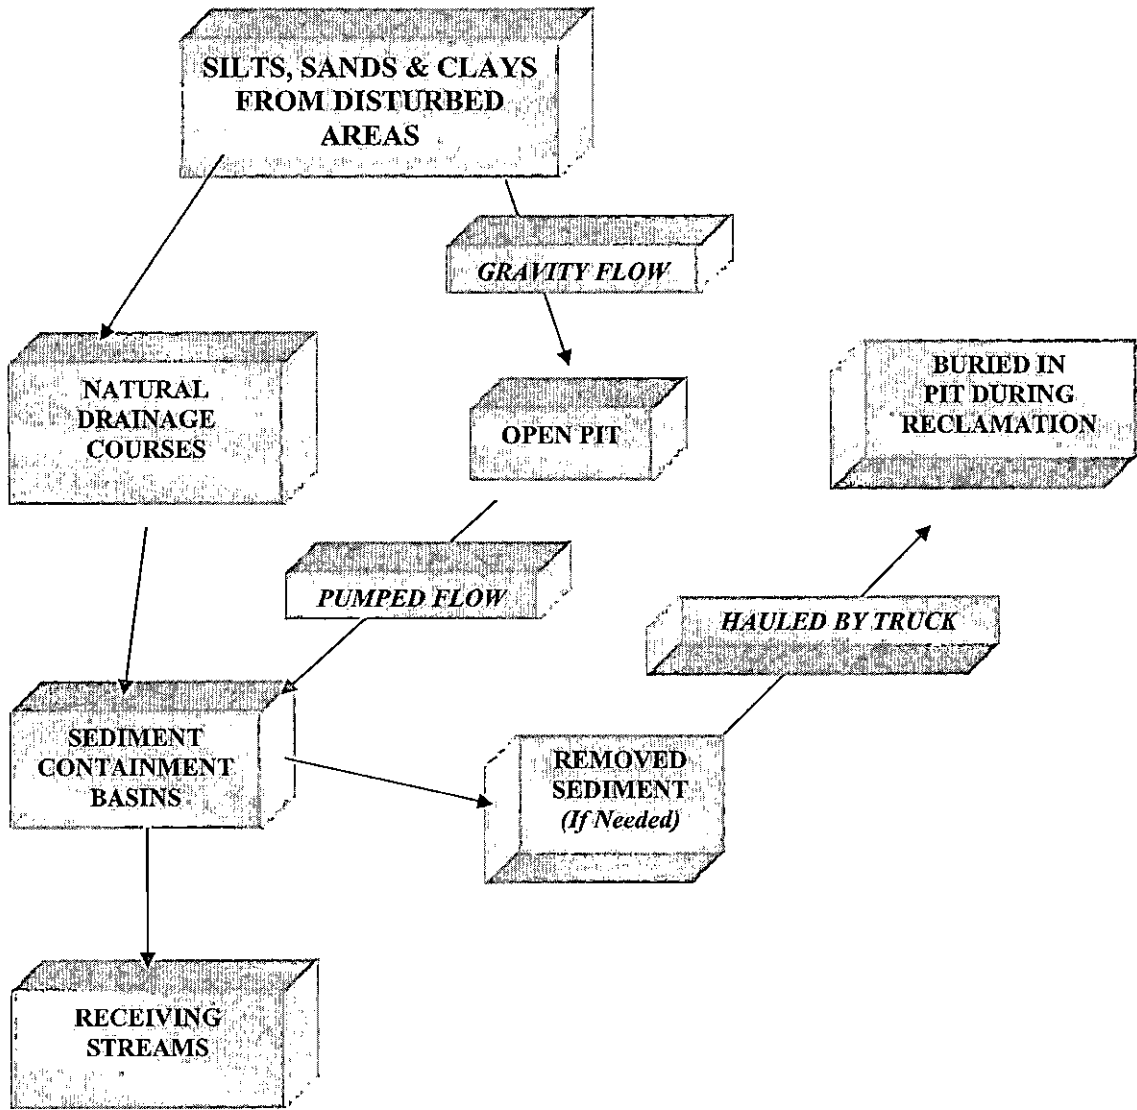 SILTS, SANDS & CLAYS
FROM DISTURBED
AREAS
GRAVITY FLOW
NATURAL
DRAINAGE
COURSES
OPEN PIT
BURIED IN
PIT DURING
RECLAMATION
PUMPED FLOW
HAULED BY TRUCK
SEDIMENT
CONTAINMENT
BASINS
REMOVED
SEDIMENT
(If Needed)
RECEIVING
STREAMS